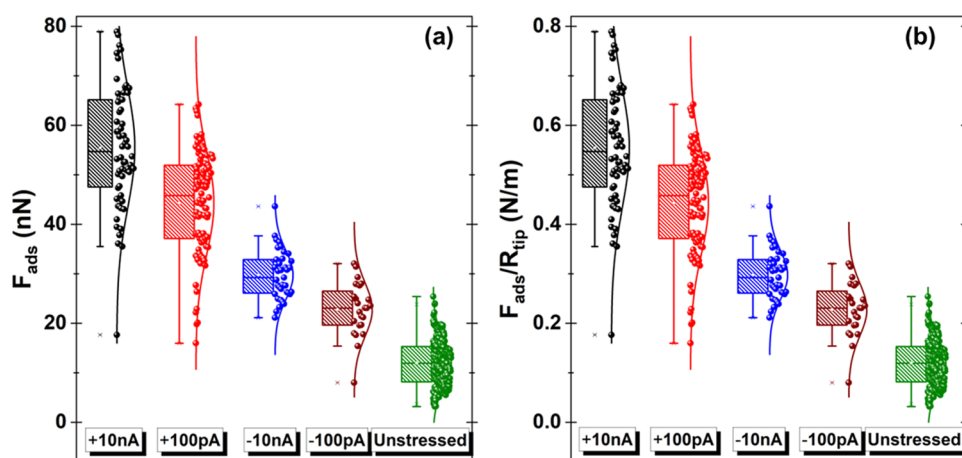 (a)
F_ads (nN)
80
60
40
20
0
+10nA +100pA -10nA -100pA Unstressed
(b)
F_ads/R_tip (N/m)
0.8
0.6
0.4
0.2
0.0
+10nA +100pA -10nA -100pA Unstressed